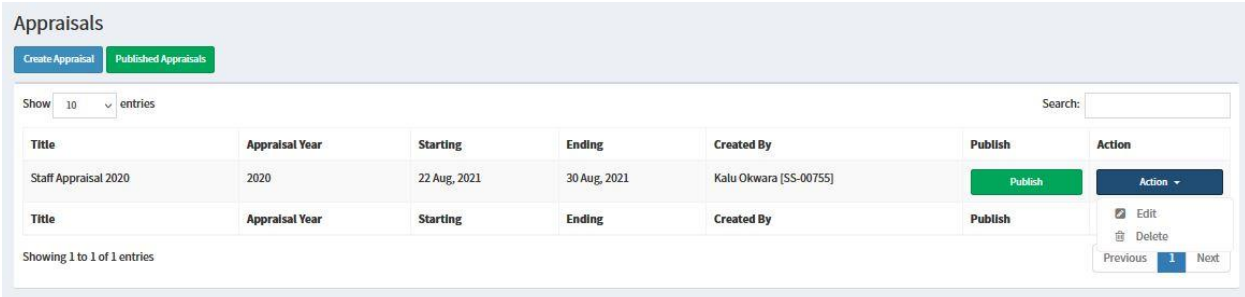 Appraisals
Create Appraisal Published Appraisals
Show 10 entries Search:
Title Appraisal Year Starting Ending Created By Publish Action
Staff Appraisal 2020 2020 22 Aug, 2021 30 Aug, 2021 Kalu Okwara [SS-00755] Publish Action
Title Appraisal Year Starting Ending Created By Publish
Edit
Delete
Showing 1 to 1 of 1 entries Previous 1 Next